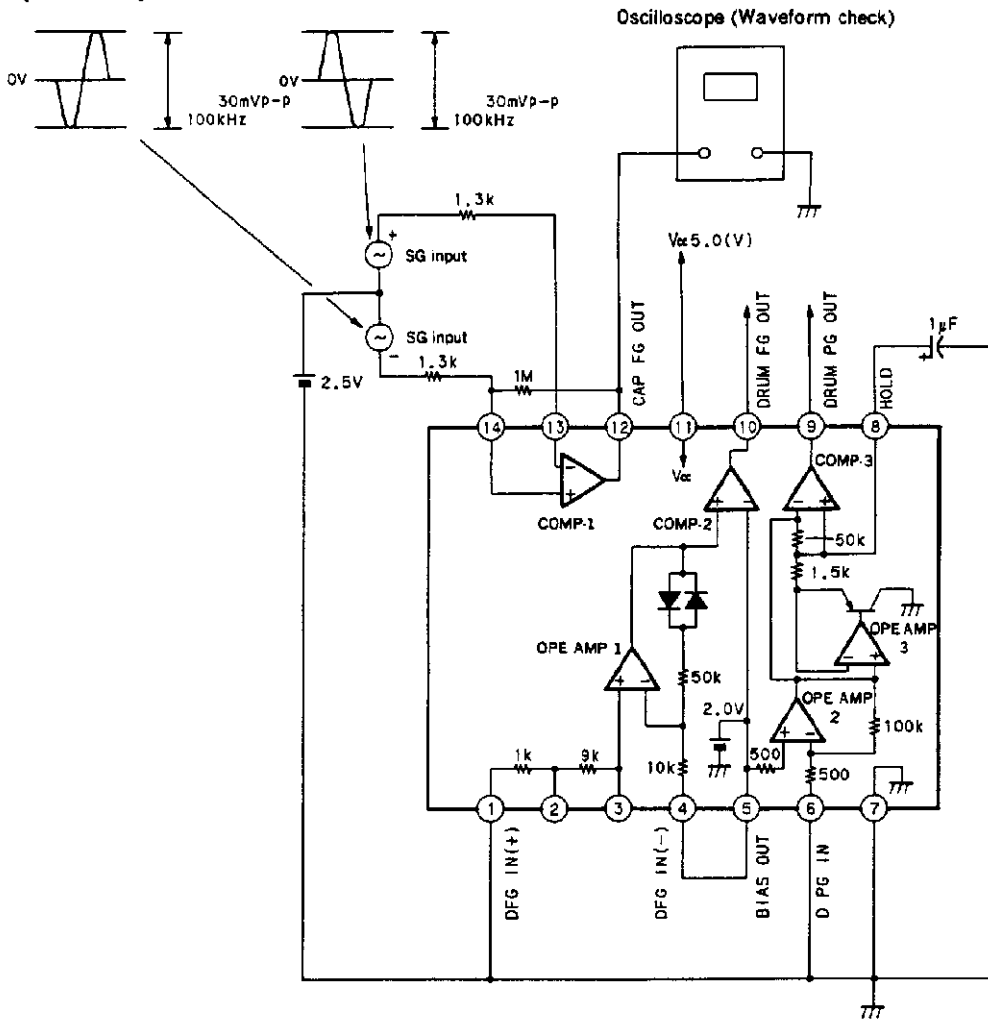 Oscilloscope (Waveform check)
0V
30mVp-p
100kHz
0V
30mVp-p
100kHz
1.3k
Vcc 5.0(V)
+
SG input
SG input
-
1.3k
1M
2.5V
CAP FG OUT
DRUM FG OUT
DRUM PG OUT
HOLD
1μF
+
14
13
12
11
10
9
8
Vcc
-
+
COMP-1
+
-
COMP-2
-
+
COMP-3
50k
1.5k
OPE AMP 1
+
-
50k
OPE AMP
3
-
+
2.0V
OPE AMP
2
+
-
100k
1k
9k
10k
500
500
1
2
3
4
5
6
7
DFG IN(+)
DFG IN(-)
BIAS OUT
D PG IN